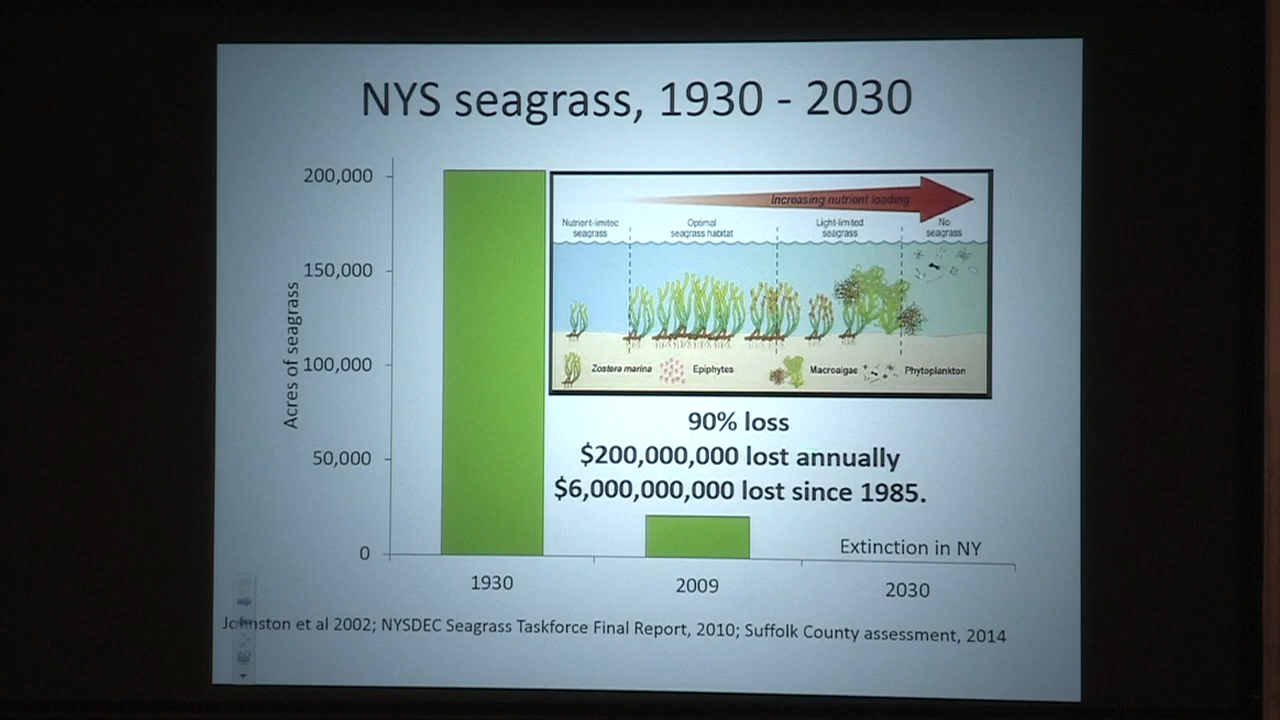 NYS seagrass, 1930 - 2030
200,000
150,000
100,000
50,000
0
Acres of seagrass
Increasing nutrient loading
Nutrient-limited
seagrass
Optimal
seagrass habitat
Light-limited
seagrass
No
seagrass
Zostera marina
Epiphytes
Macroalgae
Phytoplankton
90% loss
$200,000,000 lost annually
$6,000,000,000 lost since 1985.
Extinction in NY
1930
2009
2030
Johnston et al 2002; NYSDEC Seagrass Taskforce Final Report, 2010; Suffolk County assessment, 2014